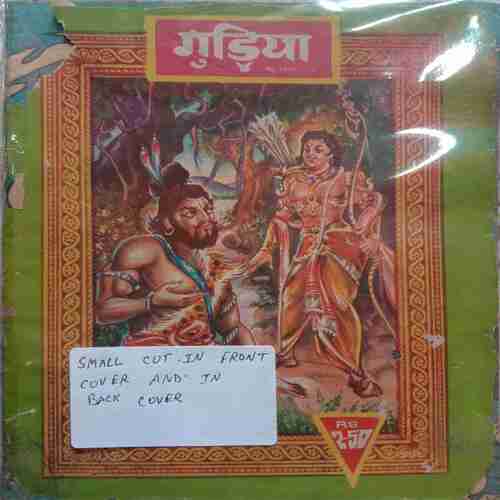 गुड़िया
SMALL CUT IN FRONT
COVER AND IN
BACK COVER
RS
2.50